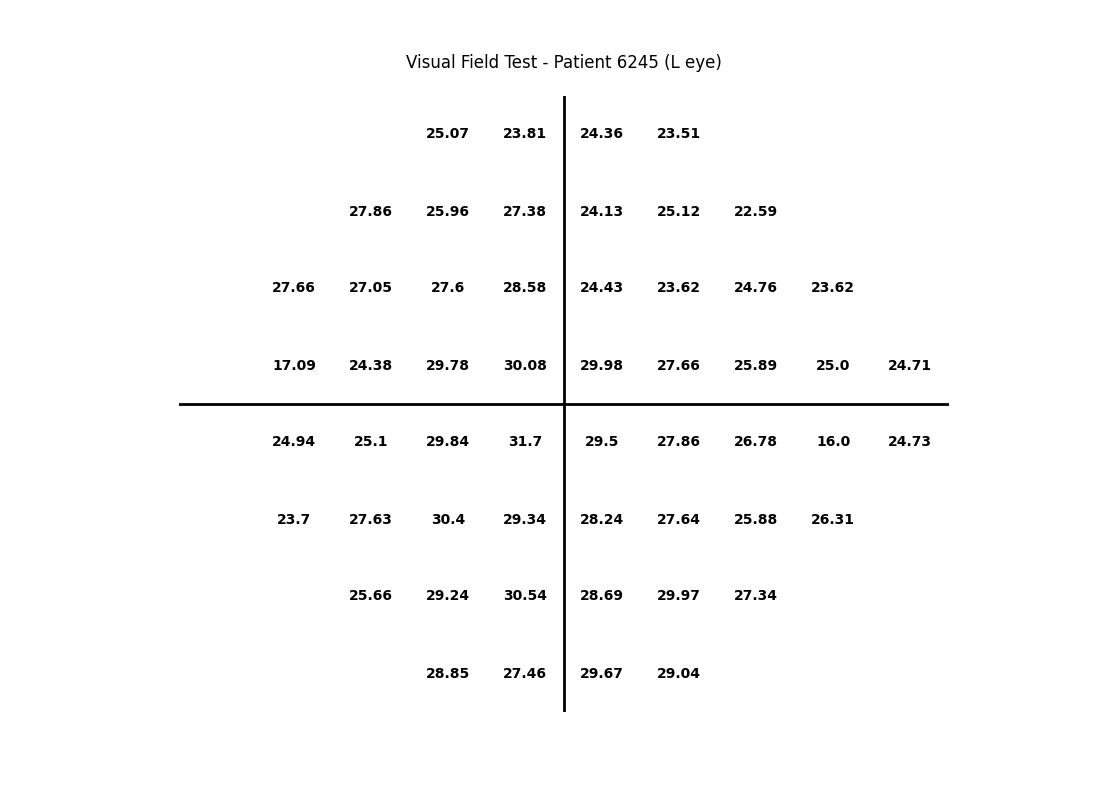 Visual Field Test - Patient 6245 (L eye)
25.07 23.81 24.36 23.51
27.86 25.96 27.38 24.13 25.12 22.59
27.66 27.05 27.6 28.58 24.43 23.62 24.76 23.62
17.09 24.38 29.78 30.08 29.98 27.66 25.89 25.0 24.71
24.94 25.1 29.84 31.7 29.5 27.86 26.78 16.0 24.73
23.7 27.63 30.4 29.34 28.24 27.64 25.88 26.31
25.66 29.24 30.54 28.69 29.97 27.34
28.85 27.46 29.67 29.04